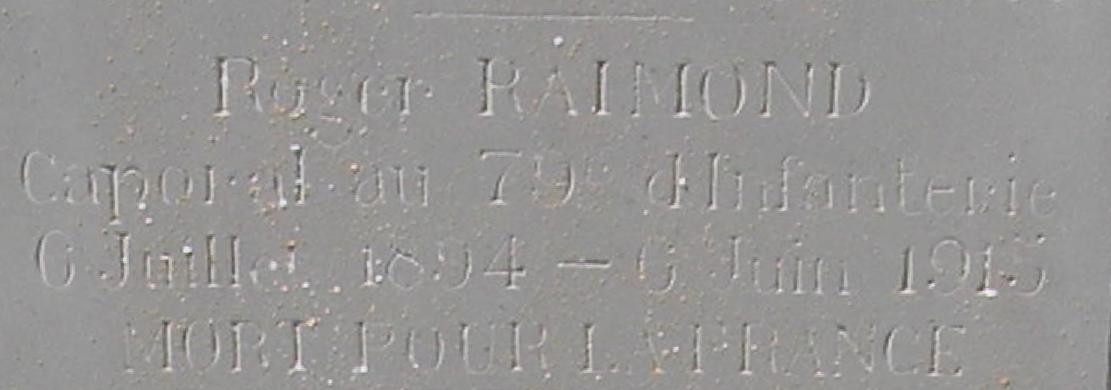 Roger RAIMOND
Caporal au 79e d'Infanterie
6 Juillet 1894 – 6 Juin 1915
MORT POUR LA FRANCE